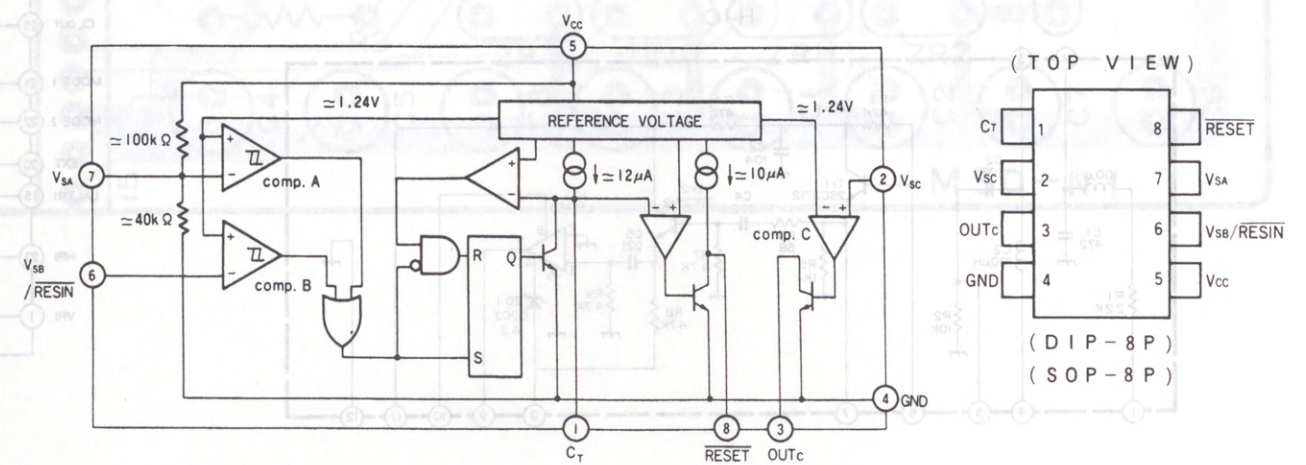 VCC
5
≃1.24V
REFERENCE VOLTAGE
≃1.24V
≃100kΩ
+
-
comp. A
VSA
7
≃40kΩ
+
-
↓≃12μA
↓≃10μA
2
VSC
- +
- +
comp. C
+
-
comp. B
VSB
/RESIN
6
R
Q
S
4
GND
1
CT
8
RESET
3
OUTC
(TOP VIEW)
CT 1 8 RESET
VSC 2 7 VSA
OUTC 3 6 VSB/RESIN
GND 4 5 VCC
(DIP-8P)
(SOP-8P)